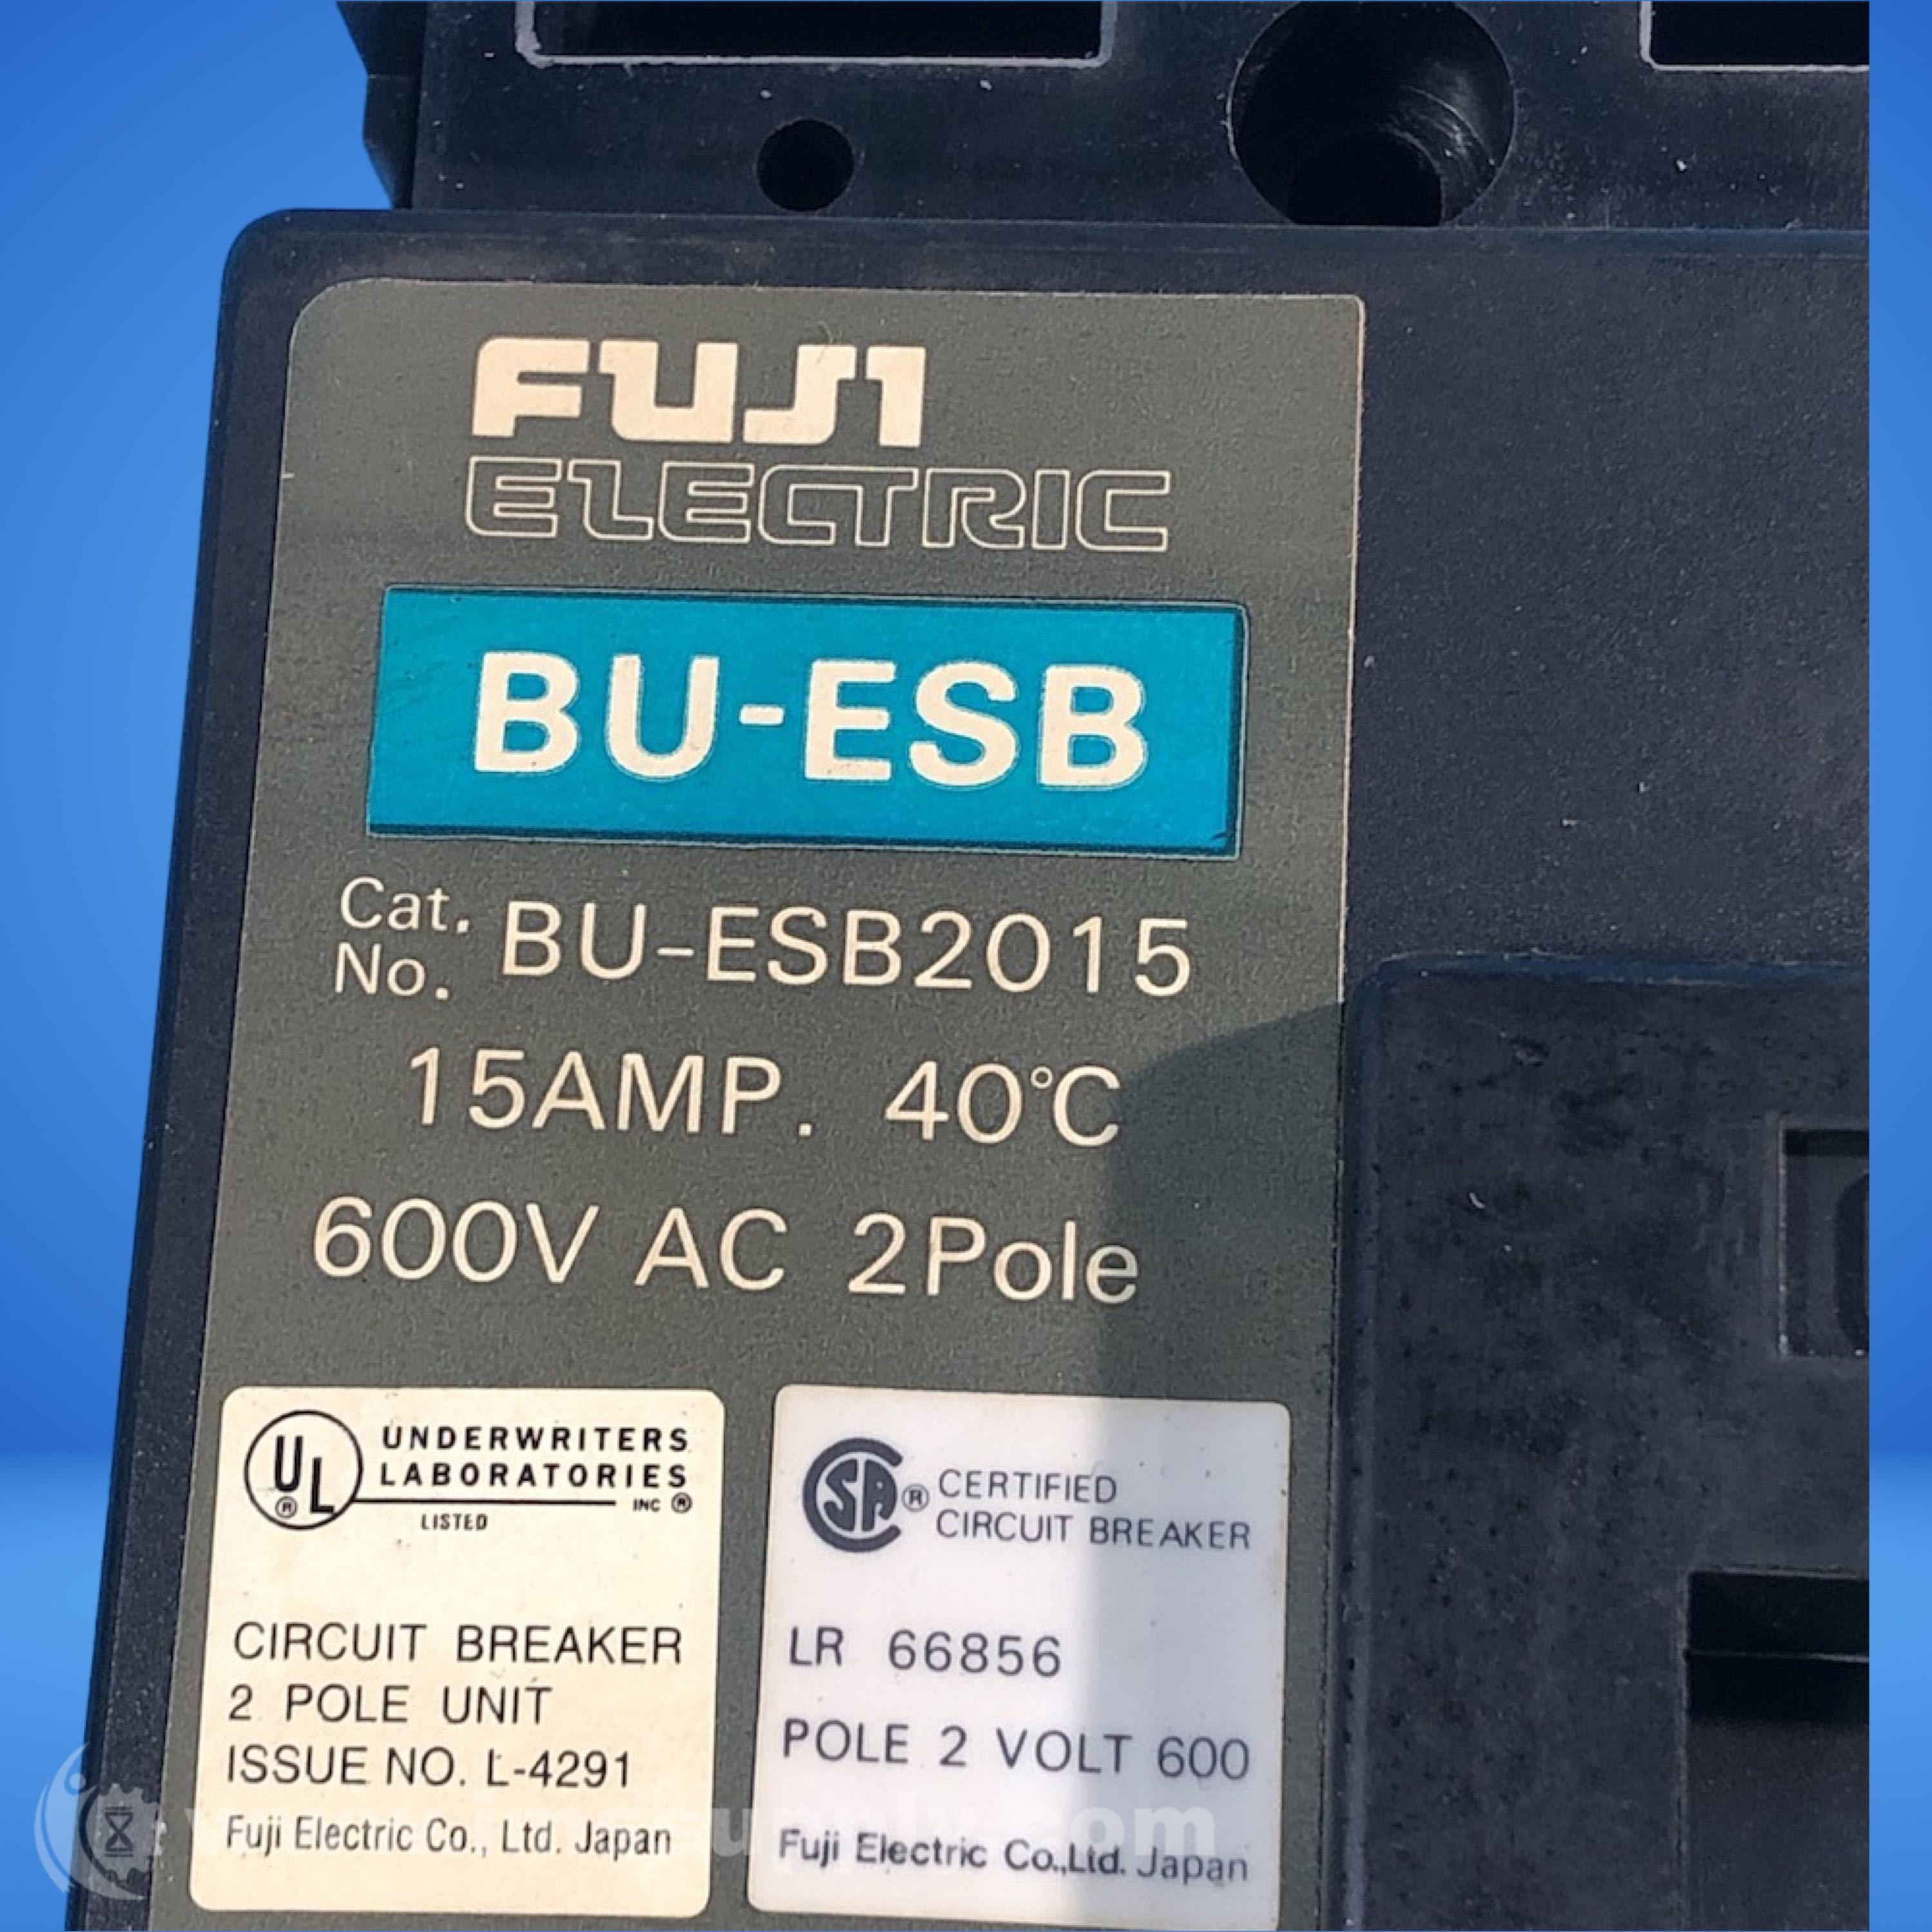 FUJI
ELECTRIC
BU-ESB
Cat. No. BU-ESB2015
15AMP. 40°C
600V AC 2Pole
UL® UNDERWRITERS
LABORATORIES
INC ®
LISTED
CIRCUIT BREAKER
2 POLE UNIT
ISSUE NO. L-4291
Fuji Electric Co., Ltd. Japan
CSA® CERTIFIED
CIRCUIT BREAKER
LR 66856
POLE 2 VOLT 600
Fuji Electric Co.,Ltd. Japan